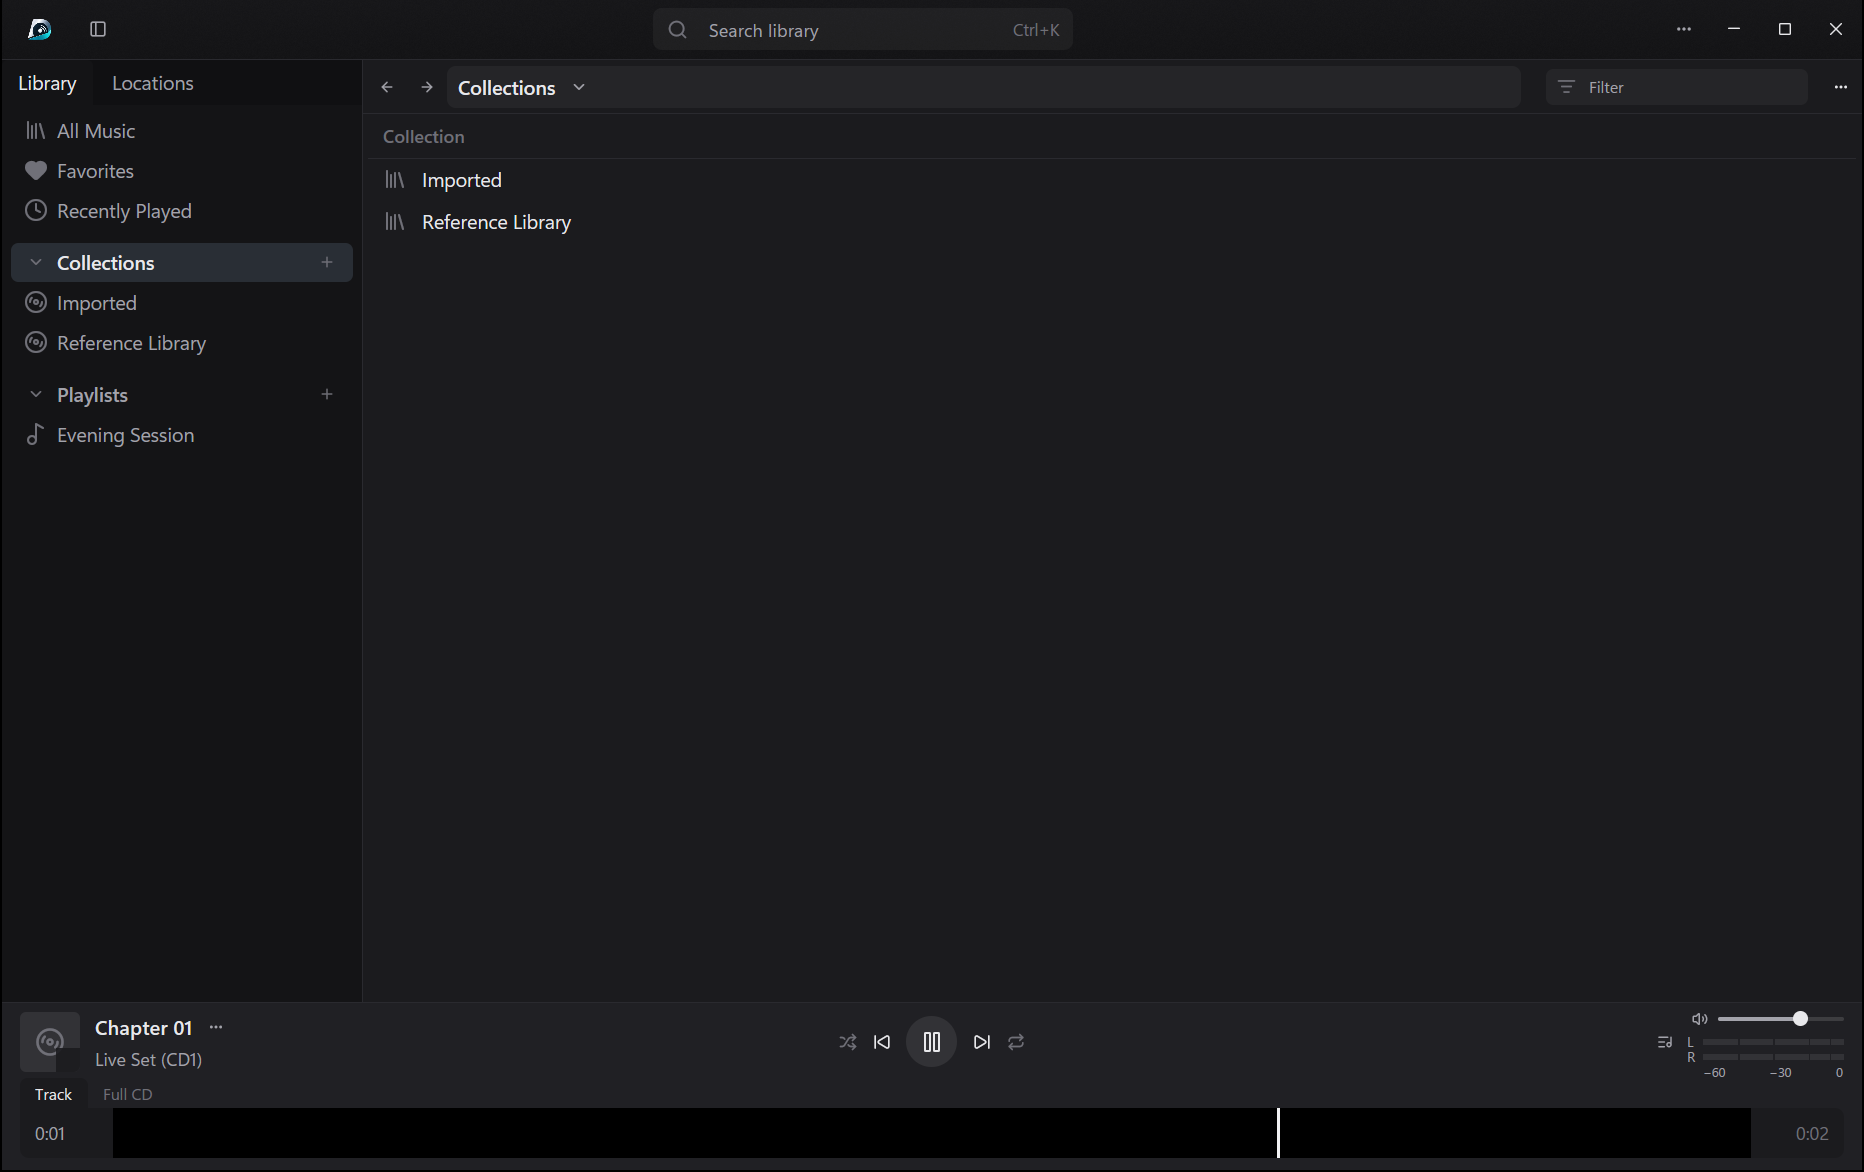 Search library Ctrl+K
Library Locations
Collections
Filter
All Music
Favorites
Recently Played
Collections
Imported
Reference Library
Playlists
Evening Session
Collection
Imported
Reference Library
Chapter 01
Live Set (CD1)
Track Full CD
0:01
0:02
L
R
−60 −30 0